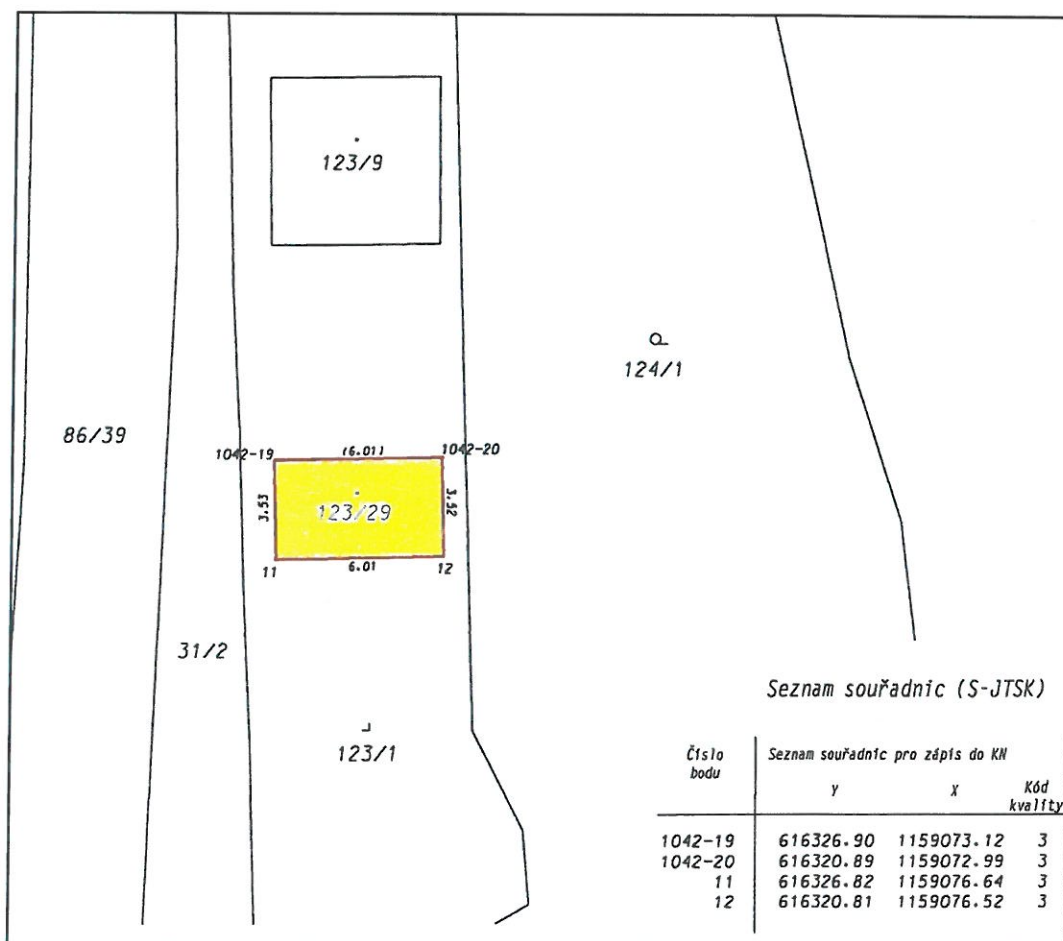 123/9
124/1
86/39
1042-19 (6.01) 1042-20
3.53 123/29 3.52
11 6.01 12
31/2
123/1
Seznam souřadnic (S-JTSK)
Číslo bodu Seznam souřadnic pro zápis do KN
Y X Kód kvality
1042-19 616326.90 1159073.12 3
1042-20 616320.89 1159072.99 3
11 616326.82 1159076.64 3
12 616320.81 1159076.52 3